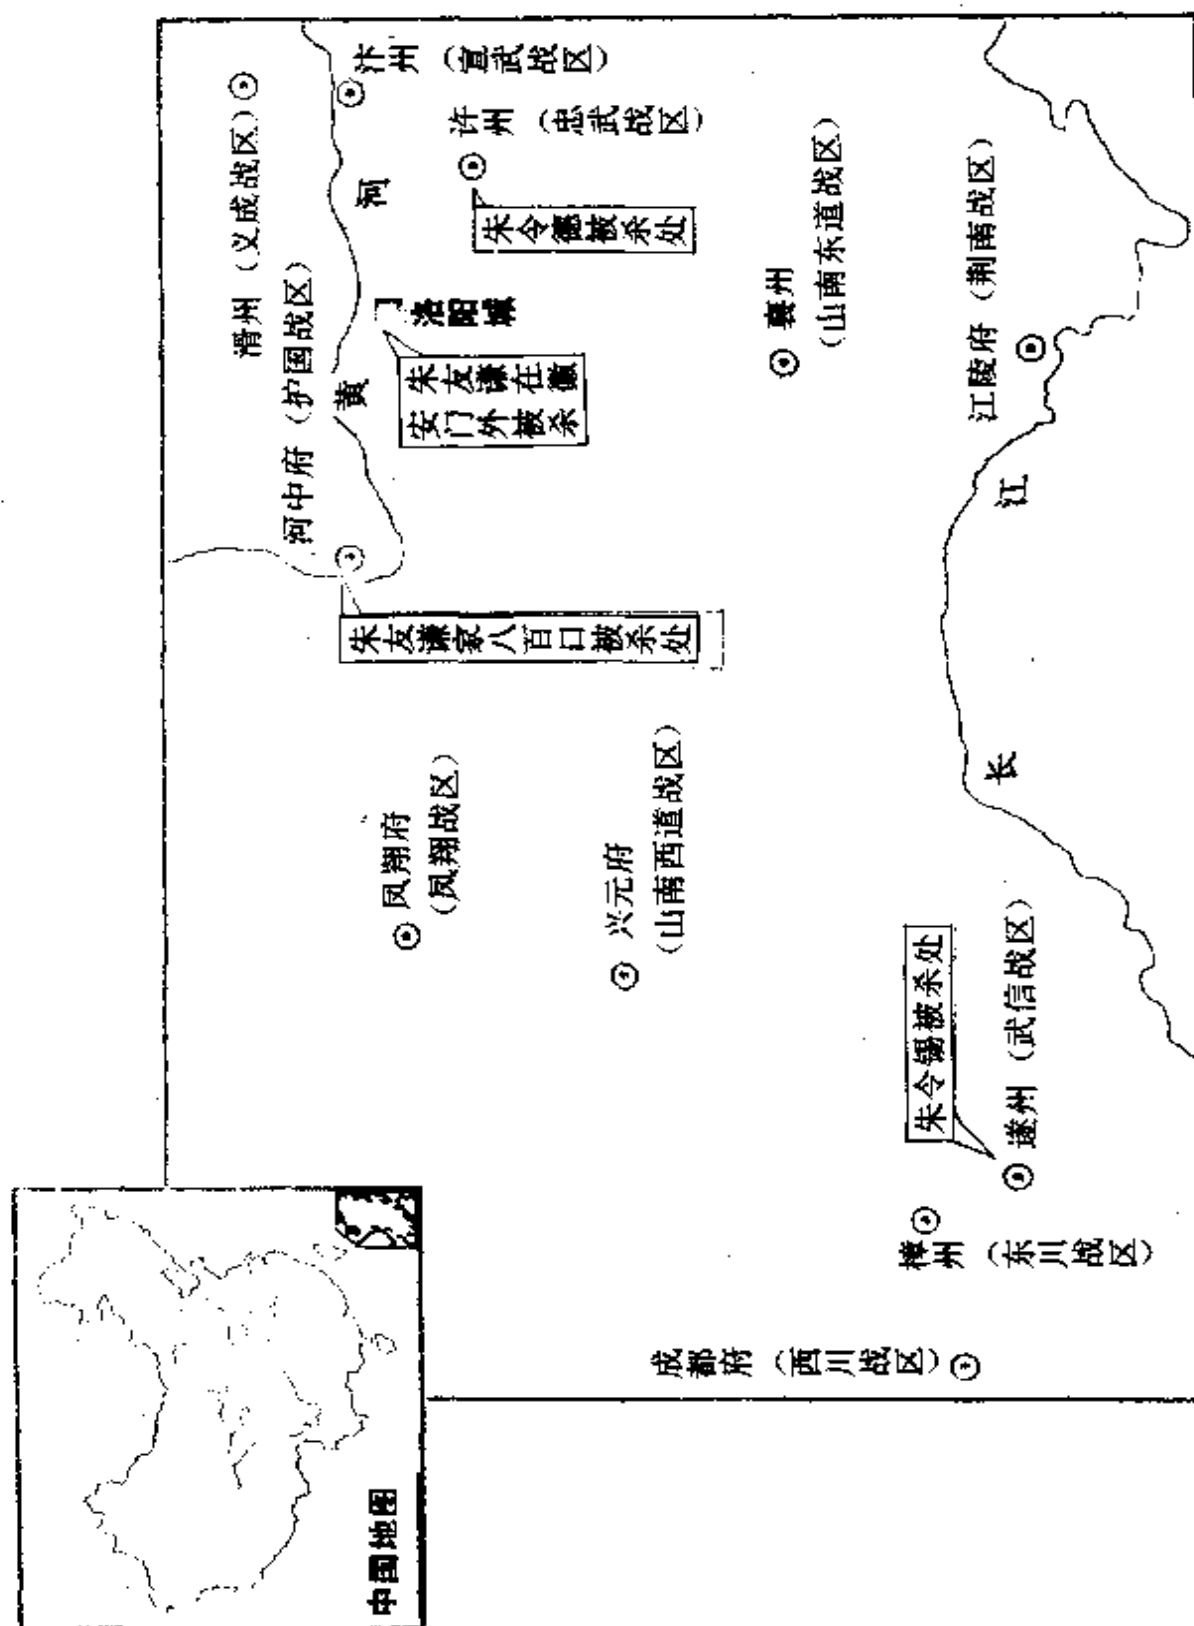 滑州（义成战区）
汴州（宣武战区）
许州（忠武战区）
朱令德被杀处
河中府（护国战区）
黄河
洛阳
朱友谦在徽
安门外被杀
朱友谦家人百口被杀处
襄州
（山南东道战区）
江陵府（荆南战区）
长江
凤翔府
（凤翔战区）
兴元府
（山南西道战区）
朱令锡被杀处
遂州（武信战区）
州（东川战区）
成都府（西川战区）
中国地图